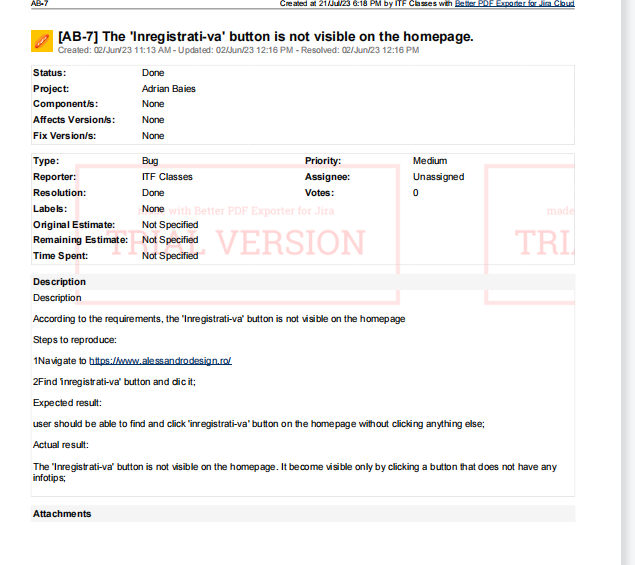 AB-7 Created at 21/Jul/23 6:18 PM by ITF Classes with Better PDF Exporter for Jira Cloud
[AB-7] The 'Inregistrati-va' button is not visible on the homepage.
Created: 02/Jun/23 11:13 AM - Updated: 02/Jun/23 12:16 PM - Resolved: 02/Jun/23 12:16 PM
Status: Done
Project: Adrian Baies
Component/s: None
Affects Version/s: None
Fix Version/s: None
Type: Bug Priority: Medium
Reporter: ITF Classes Assignee: Unassigned
Resolution: Done Votes: 0
Labels: None
with Better PDF Exporter for Jira made
Original Estimate: Not Specified
Remaining Estimate: Not Specified
TRIAL VERSION TRIA
Time Spent: Not Specified
Description
Description
According to the requirements, the 'Inregistrati-va' button is not visible on the homepage
Steps to reproduce:
1Navigate to https://www.alessandrodesign.ro/
2Find 'inregistrati-va' button and clic it;
Expected result:
user should be able to find and click 'inregistrati-va' button on the homepage without clicking anything else;
Actual result:
The 'Inregistrati-va' button is not visible on the homepage. It become visible only by clicking a button that does not have any
infotips;
Attachments